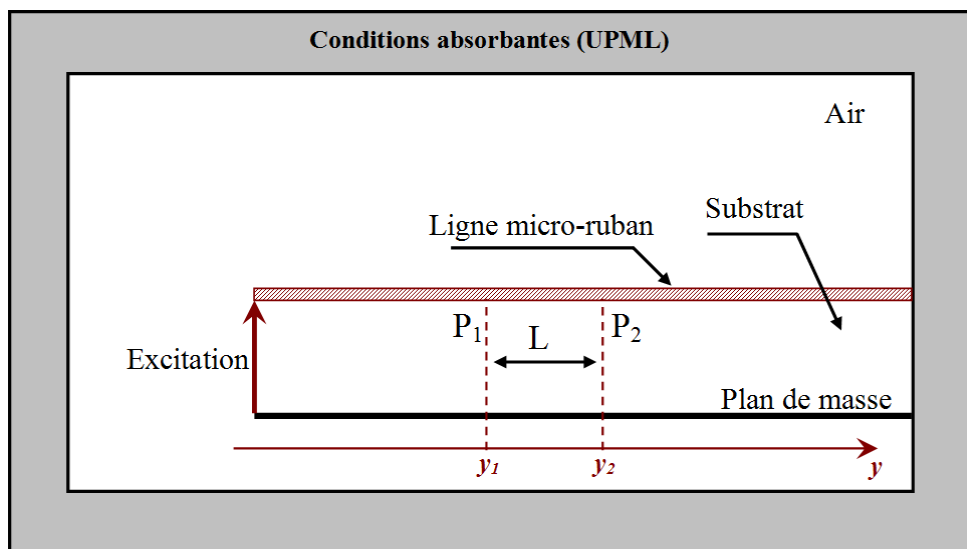 Conditions absorbantes (UPML)
Air
Substrat
Ligne micro-ruban
P1
L
P2
Excitation
Plan de masse
y1
y2
y